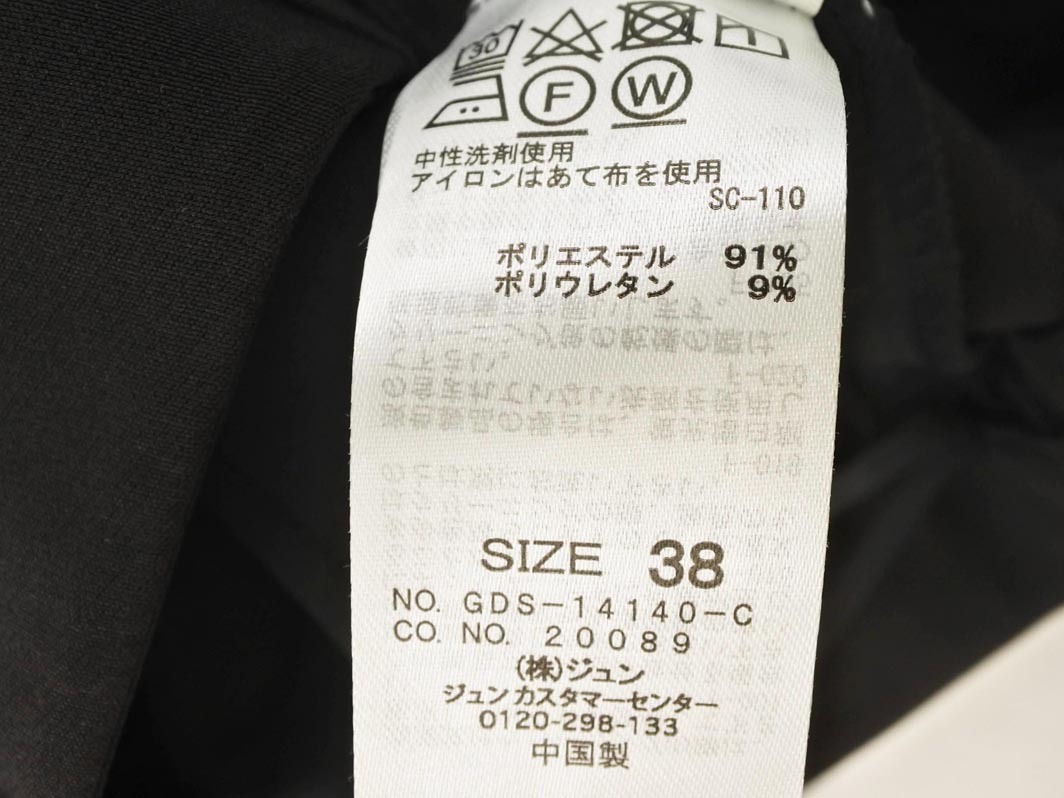 30
F W
中性洗剤使用
アイロンはあて布を使用
SC-110
ポリエステル 91%
ポリウレタン 9%
SIZE 38
NO. GDS-14140-C
CO. NO. 20089
(株)ジュン
ジュンカスタマーセンター
0120-298-133
中国製